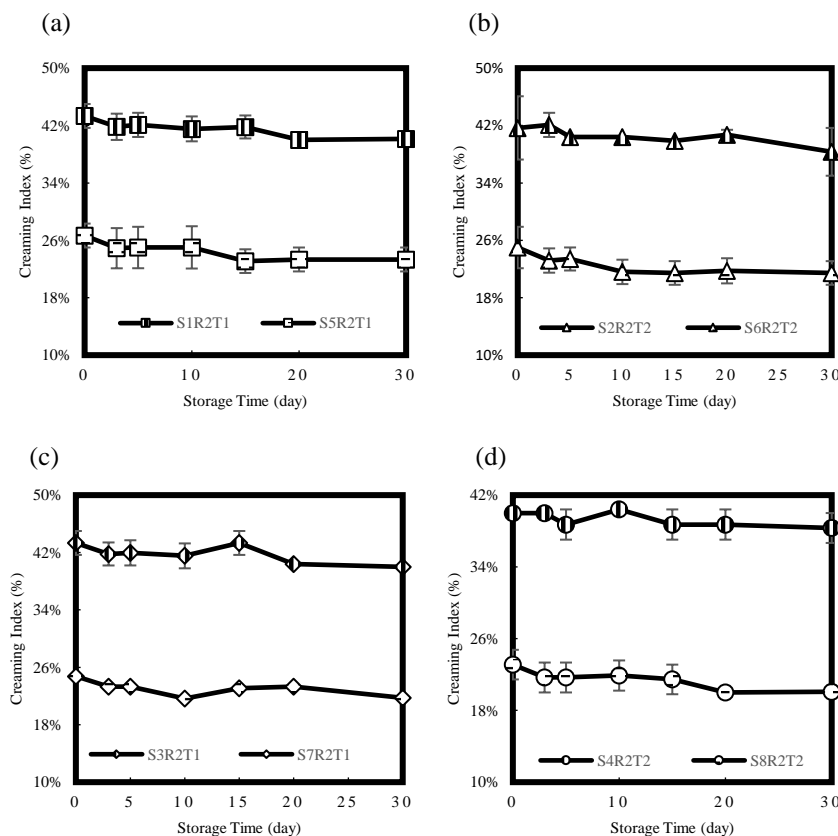 (a)
50%
42%
34%
26%
18%
10%
Creaming Index (%)
S1R2T1 S5R2T1
0 10 20 30
Storage Time (day)
(b)
50%
42%
34%
26%
18%
10%
Creaming Index (%)
S2R2T2 S6R2T2
0 5 10 15 20 30
Storage Time (day)
(c)
50%
42%
34%
26%
18%
10%
Creaming Index (%)
S3R2T1 S7R2T1
0 5 10 15 20 30
Storage Time (day)
(d)
42%
34%
26%
18%
10%
Creaming Index (%)
S4R2T2 S8R2T2
0 10 20 30
Storage Time (day)